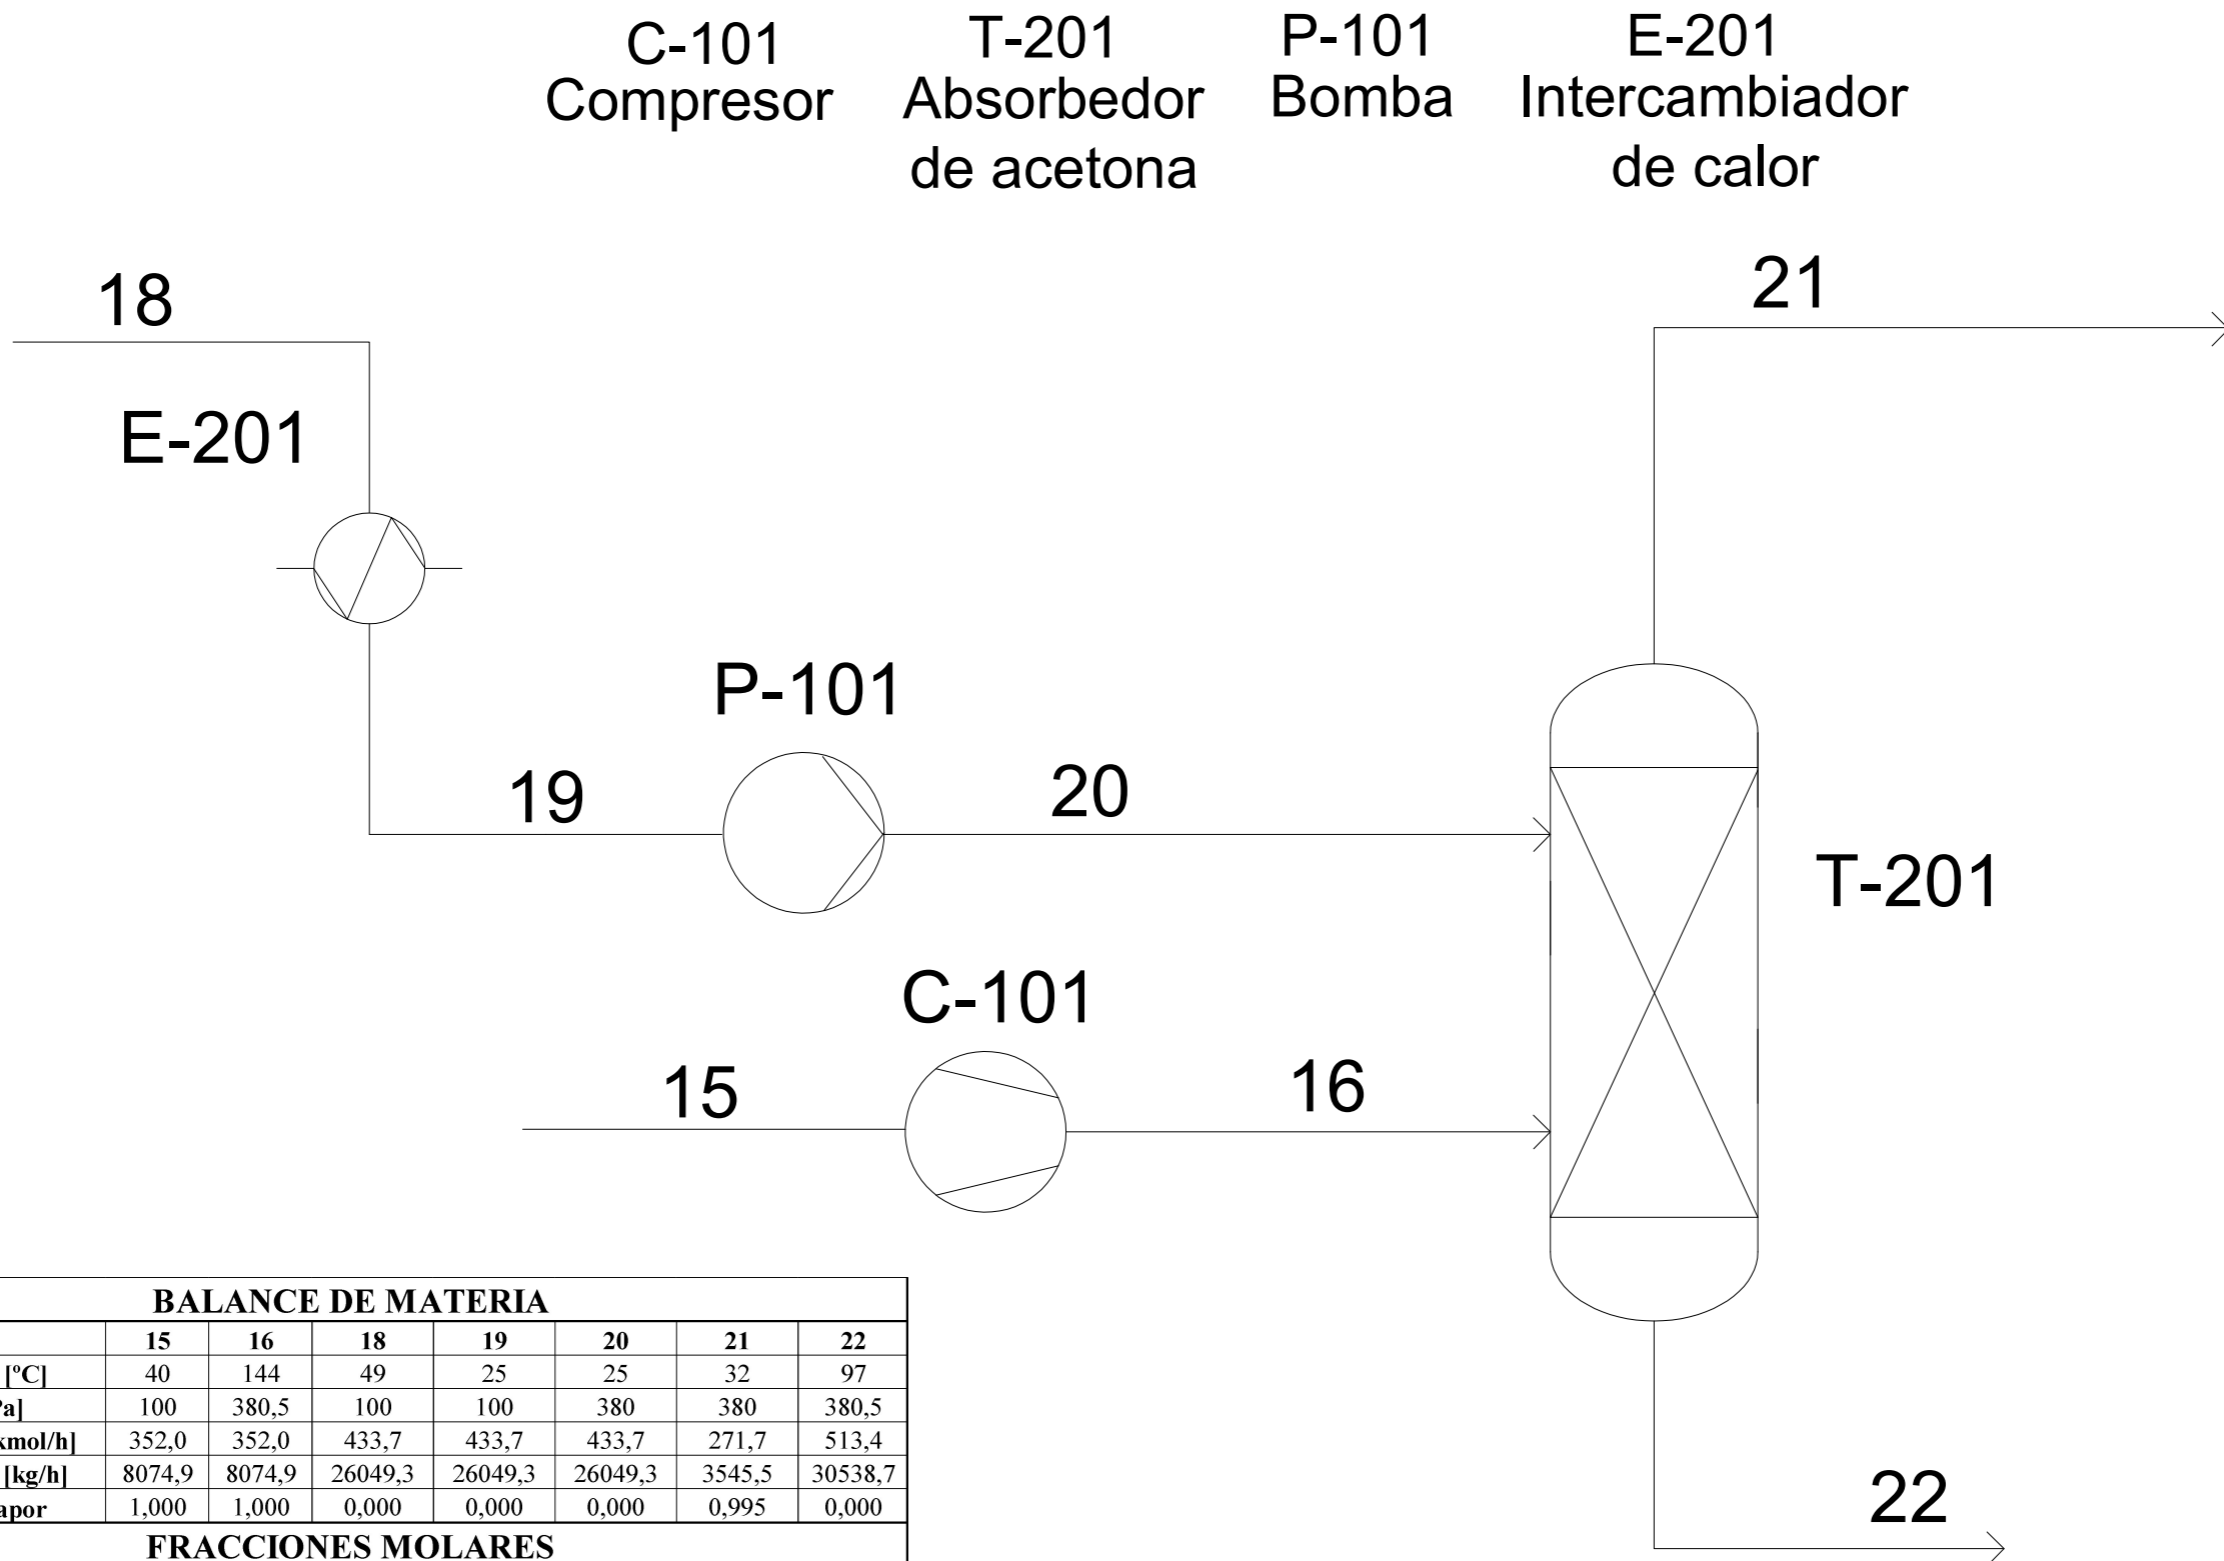 C-101
Compresor
T-201
Absorbedor
de acetona
P-101
Bomba
E-201
Intercambiador
de calor
18
21
E-201
P-101
19
20
T-201
C-101
15
16
22
BALANCE DE MATERIA
15 16 18 19 20 21 22
[ºC] 40 144 49 25 25 32 97
Pa] 100 380,5 100 100 380 380 380,5
kmol/h] 352,0 352,0 433,7 433,7 433,7 271,7 513,4
[kg/h] 8074,9 8074,9 26049,3 26049,3 26049,3 3545,5 30538,7
apor 1,000 1,000 0,000 0,000 0,000 0,995 0,000
FRACCIONES MOLARES